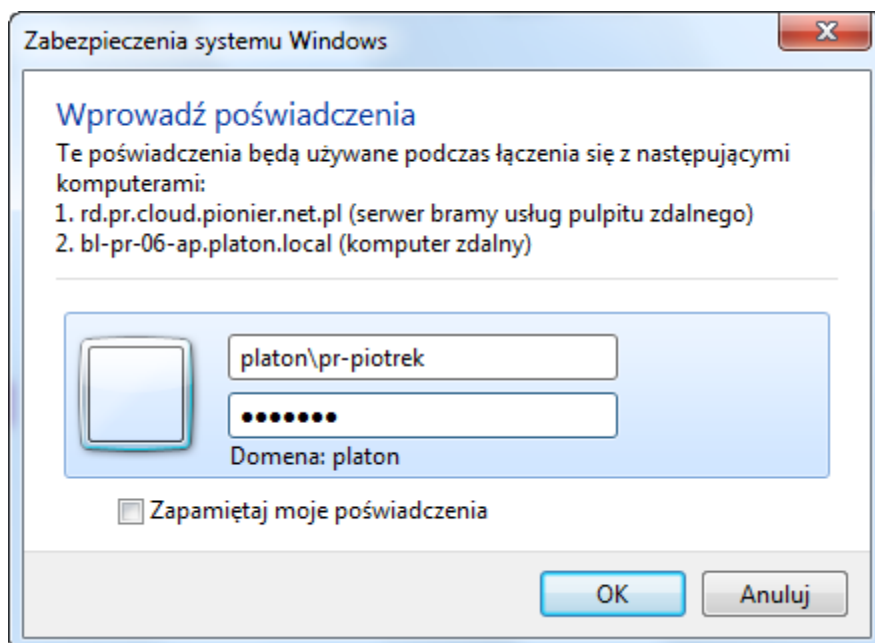 Zabezpieczenia systemu Windows
Wprowadź poświadczenia
Te poświadczenia będą używane podczas łączenia się z następującymi
komputerami:
1. rd.pr.cloud.pionier.net.pl (serwer bramy usług pulpitu zdalnego)
2. bl-pr-06-ap.platon.local (komputer zdalny)
platon\pr-piotrek
•••••••
Domena: platon
Zapamiętaj moje poświadczenia
OK
Anuluj